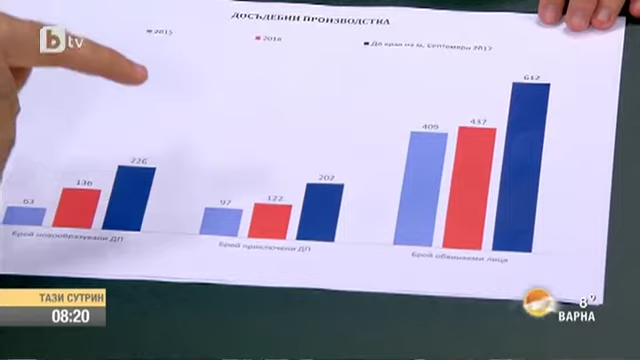 ДОСЪДЕБНИ ПРОИЗВОДСТВА
btv
2015
2016
До края на м. Септември 2017
63
136
226
97
122
202
409
437
612
Брой новообразувани ДП
Брой приключени ДП
Брой обвиняеми лица
ТАЗИ СУТРИН
08:20
8°
ВАРНА